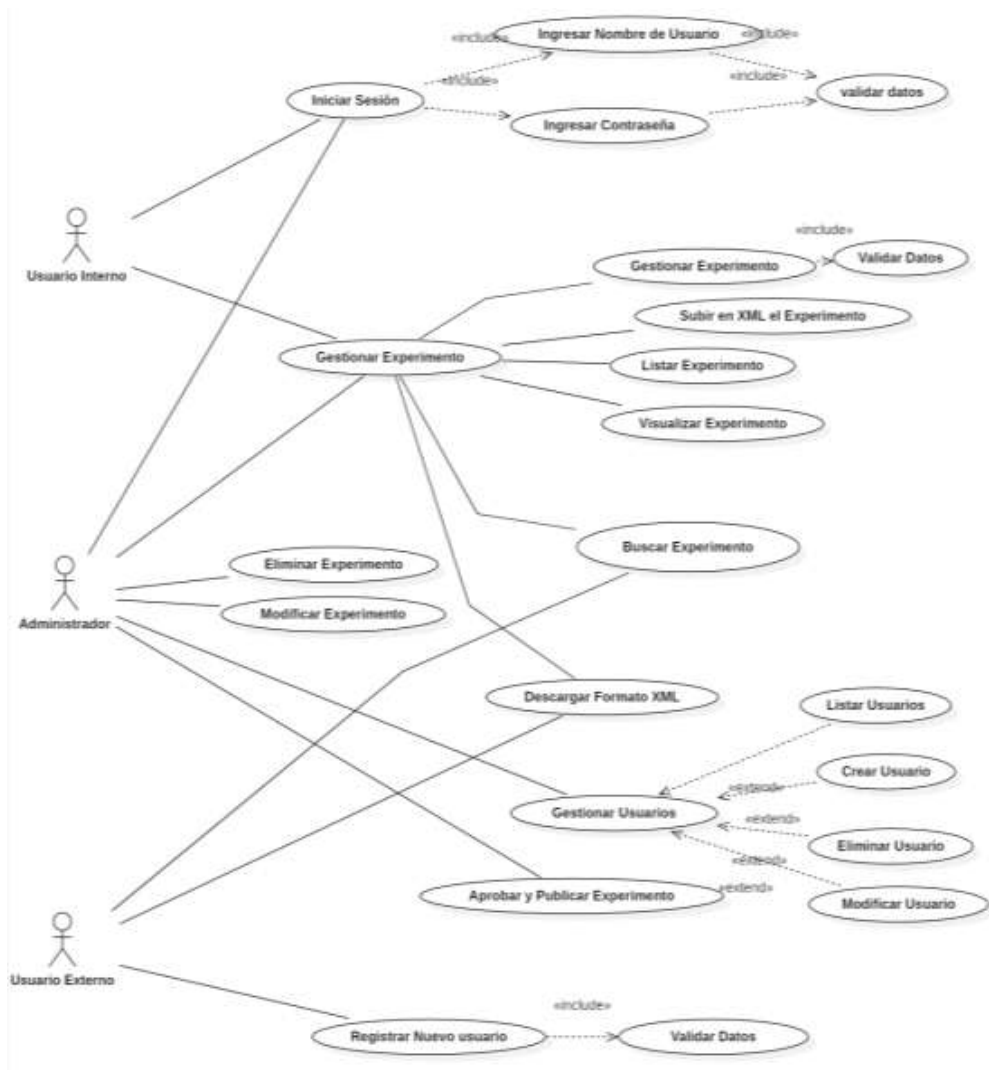 Ingresar Nombre de Usuario
«include»
«include»
«include»
«include»
Iniciar Sesión
validar datos
Ingresar Contraseña
Usuario Interno
«include»
Gestionar Experimento
Validar Datos
Subir en XML el Experimento
Gestionar Experimento
Listar Experimento
Visualizar Experimento
Buscar Experimento
Eliminar Experimento
Modificar Experimento
Administrador
Descargar Formato XML
Listar Usuarios
Crear Usuario
«extend»
Gestionar Usuarios
«extend»
Eliminar Usuario
«extend»
«extend»
Aprobar y Publicar Experimento
Modificar Usuario
Usuario Externo
«include»
Registrar Nuevo usuario
Validar Datos